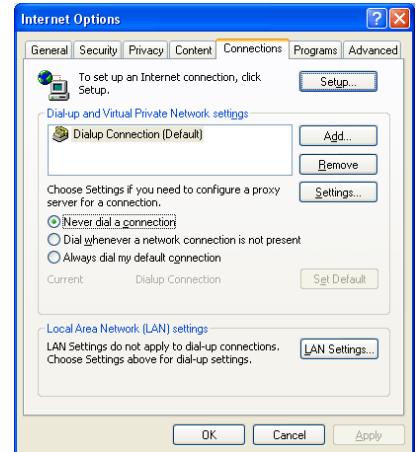 Internet Options
General Security Privacy Content Connections Programs Advanced
To set up an Internet connection, click
Setup.
Setup...
Dial-up and Virtual Private Network settings
Dialup Connection (Default)
Add...
Remove
Choose Settings if you need to configure a proxy
server for a connection.
Settings...
Never dial a connection
Dial whenever a network connection is not present
Always dial my default connection
Current Dialup Connection Set Default
Local Area Network (LAN) settings
LAN Settings do not apply to dial-up connections.
Choose Settings above for dial-up settings.
LAN Settings...
OK Cancel Apply